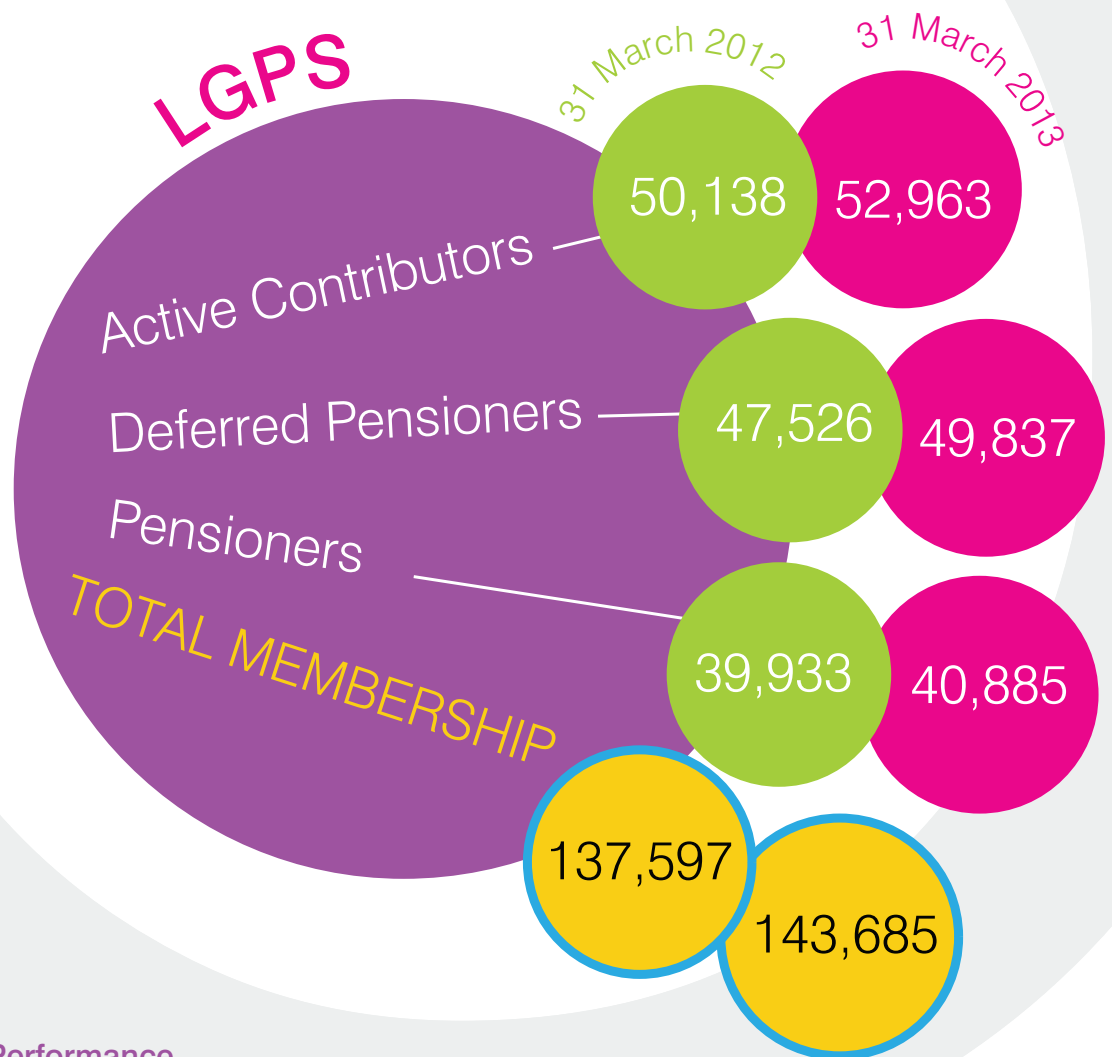 LGPS
31 March 2012
31 March 2013
Active Contributors
50,138
52,963
Deferred Pensioners
47,526
49,837
Pensioners
39,933
40,885
TOTAL MEMBERSHIP
137,597
143,685
Performance